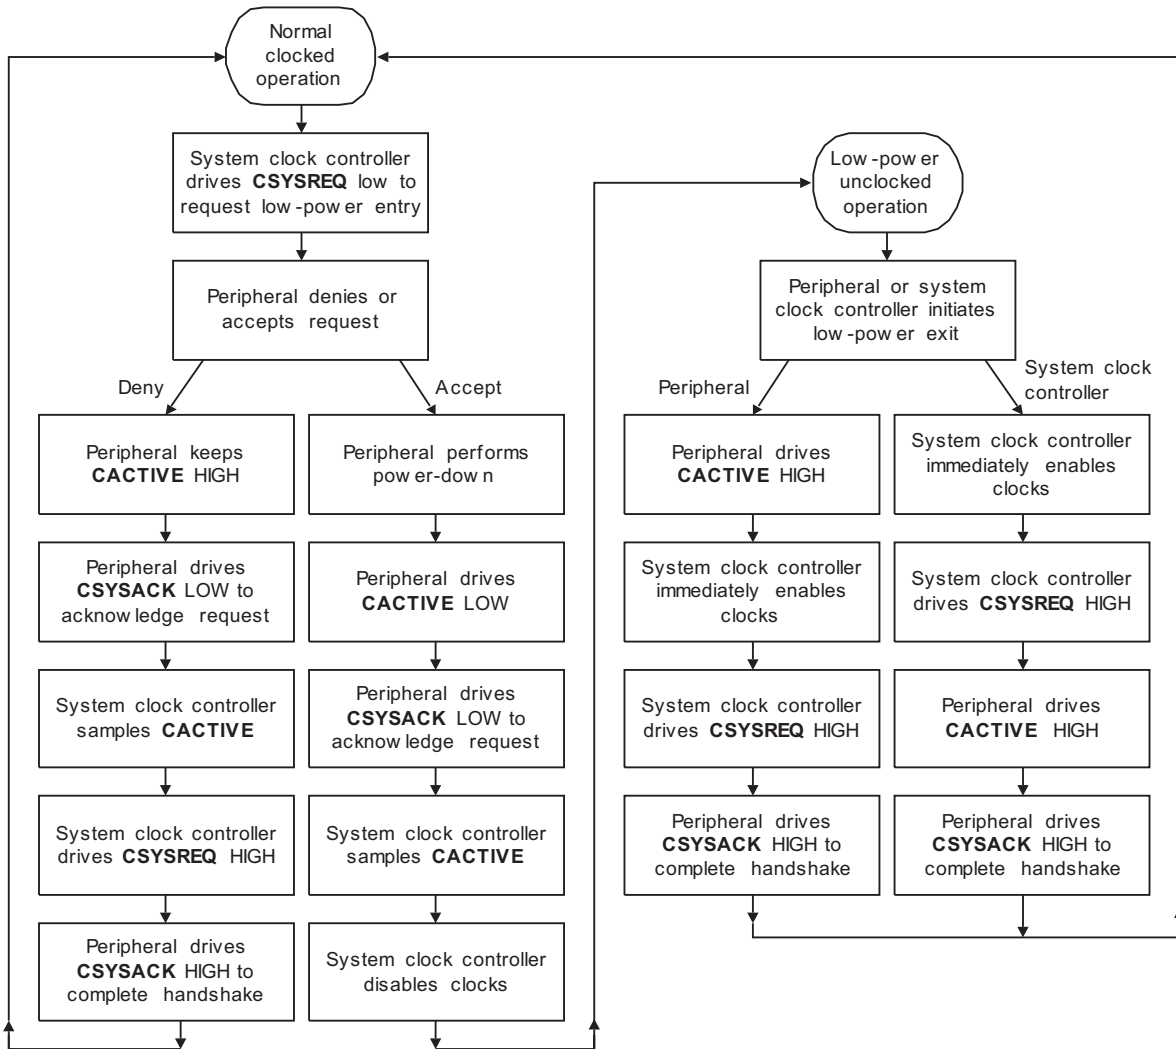 Normal
clocked
operation
System clock controller
drives CSYSREQ low to
request low-power entry
Peripheral denies or
accepts request
Deny
Accept
Peripheral keeps
CACTIVE HIGH
Peripheral drives
CSYSACK LOW to
acknowledge request
System clock controller
samples CACTIVE
System clock controller
drives CSYSREQ HIGH
Peripheral drives
CSYSACK HIGH to
complete handshake
Peripheral performs
power-down
Peripheral drives
CACTIVE LOW
Peripheral drives
CSYSACK LOW to
acknowledge request
System clock controller
samples CACTIVE
System clock controller
disables clocks
Low-power
unclocked
operation
Peripheral or system
clock controller initiates
low-power exit
Peripheral
System clock
controller
Peripheral drives
CACTIVE HIGH
System clock controller
immediately enables
clocks
System clock controller
drives CSYSREQ HIGH
Peripheral drives
CSYSACK HIGH to
complete handshake
System clock controller
immediately enables
clocks
System clock controller
drives CSYSREQ HIGH
Peripheral drives
CACTIVE HIGH
Peripheral drives
CSYSACK HIGH to
complete handshake